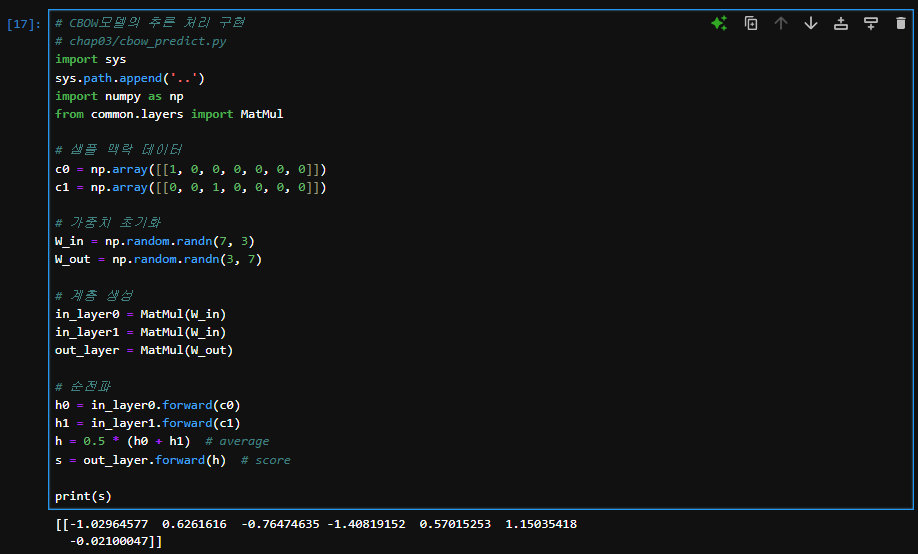 [17]:
# CBOW모델의 추론 처리 구현
# chap03/cbow_predict.py
import sys
sys.path.append('..')
import numpy as np
from common.layers import MatMul

# 샘플 맥락 데이터
c0 = np.array([[1, 0, 0, 0, 0, 0, 0]])
c1 = np.array([[0, 0, 1, 0, 0, 0, 0]])

# 가중치 초기화
W_in = np.random.randn(7, 3)
W_out = np.random.randn(3, 7)

# 계층 생성
in_layer0 = MatMul(W_in)
in_layer1 = MatMul(W_in)
out_layer = MatMul(W_out)

# 순전파
h0 = in_layer0.forward(c0)
h1 = in_layer1.forward(c1)
h = 0.5 * (h0 + h1)  # average
s = out_layer.forward(h)  # score

print(s)
[[-1.02964577  0.6261616  -0.76474635 -1.40819152  0.57015253  1.15035418
  -0.02100047]]